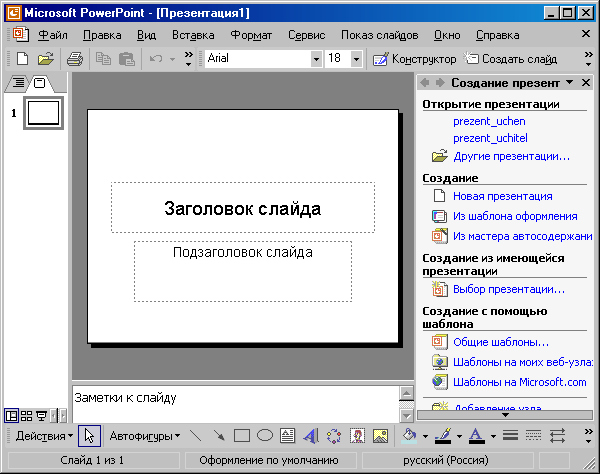 Microsoft PowerPoint - [Презентация1]
Файл Правка Вид Вставка Формат Сервис Показ слайдов Окно Справка
Arial 18 Конструктор Создать слайд
Создание презент
1
Открытие презентации
prezent_uchen
prezent_uchitel
Другие презентации...
Создание
Новая презентация
Из шаблона оформления
Из мастера автосодержани
Создание из имеющейся
презентации
Выбор презентации...
Создание с помощью
шаблона
Общие шаблоны...
Шаблоны на моих веб-узла:
Шаблоны на Microsoft.com
Добавление узла
Заголовок слайда
Подзаголовок слайда
Заметки к слайду
Действия Автофигуры
Слайд 1 из 1 Оформление по умолчанию русский (Россия)